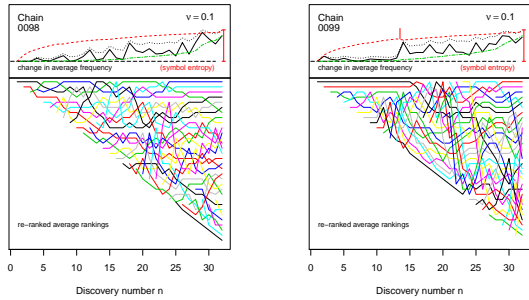 Chain
0098
ν = 0.1
change in average frequency
(symbol entropy)
re-ranked average rankings
0 5 10 15 20 25 30
Discovery number n
Chain
0099
ν = 0.1
change in average frequency
(symbol entropy)
re-ranked average rankings
0 5 10 15 20 25 30
Discovery number n